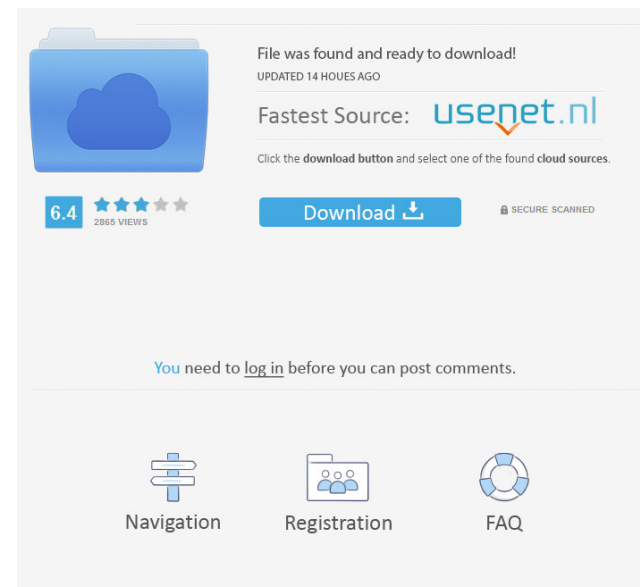 File was found and ready to download!
UPDATED 14 HOUES AGO
Fastest Source: usenet.nl
Click the download button and select one of the found cloud sources.
6.4
2865 VIEWS
Download
SECURE SCANNED
You need to log in before you can post comments.
Navigation
Registration
FAQ